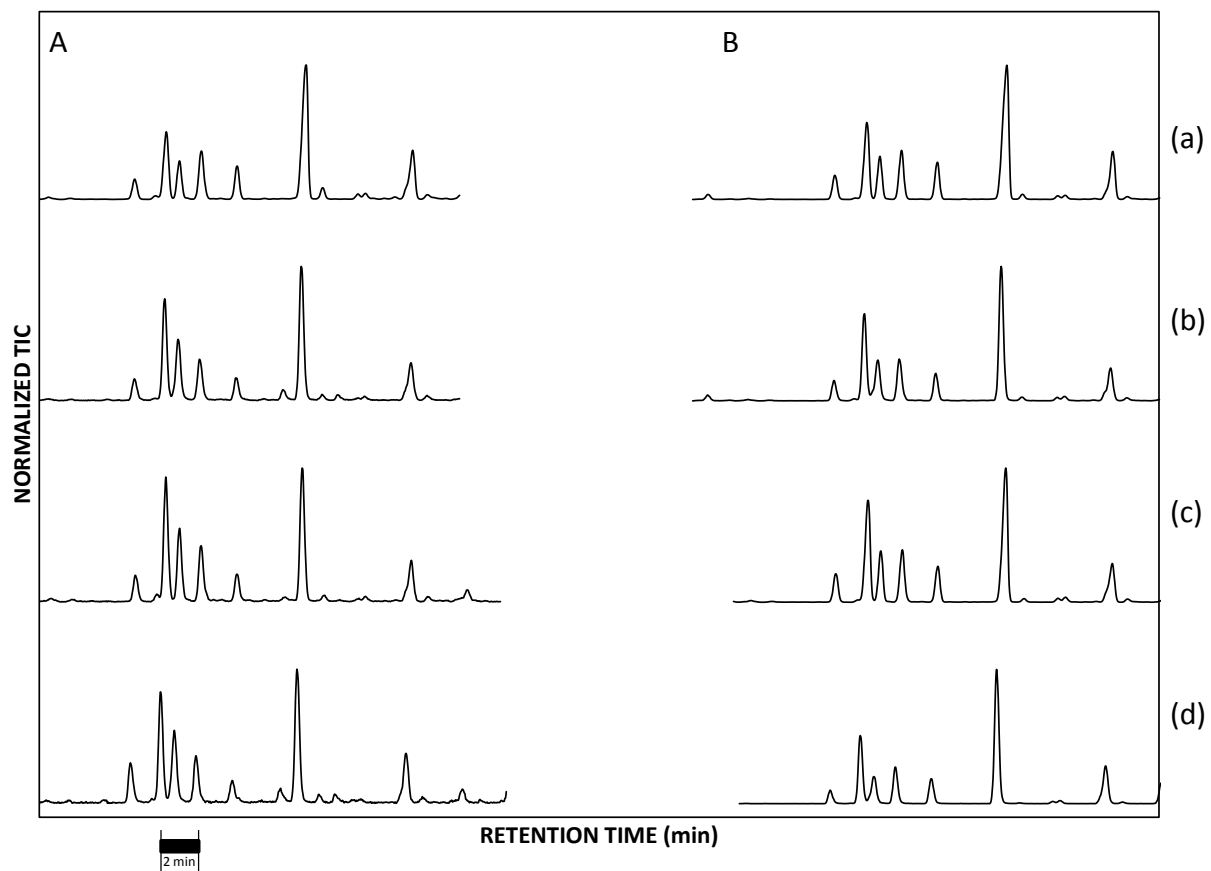 A
B
(a)
(b)
(c)
(d)
NORMALIZED TIC
RETENTION TIME (min)
2 min